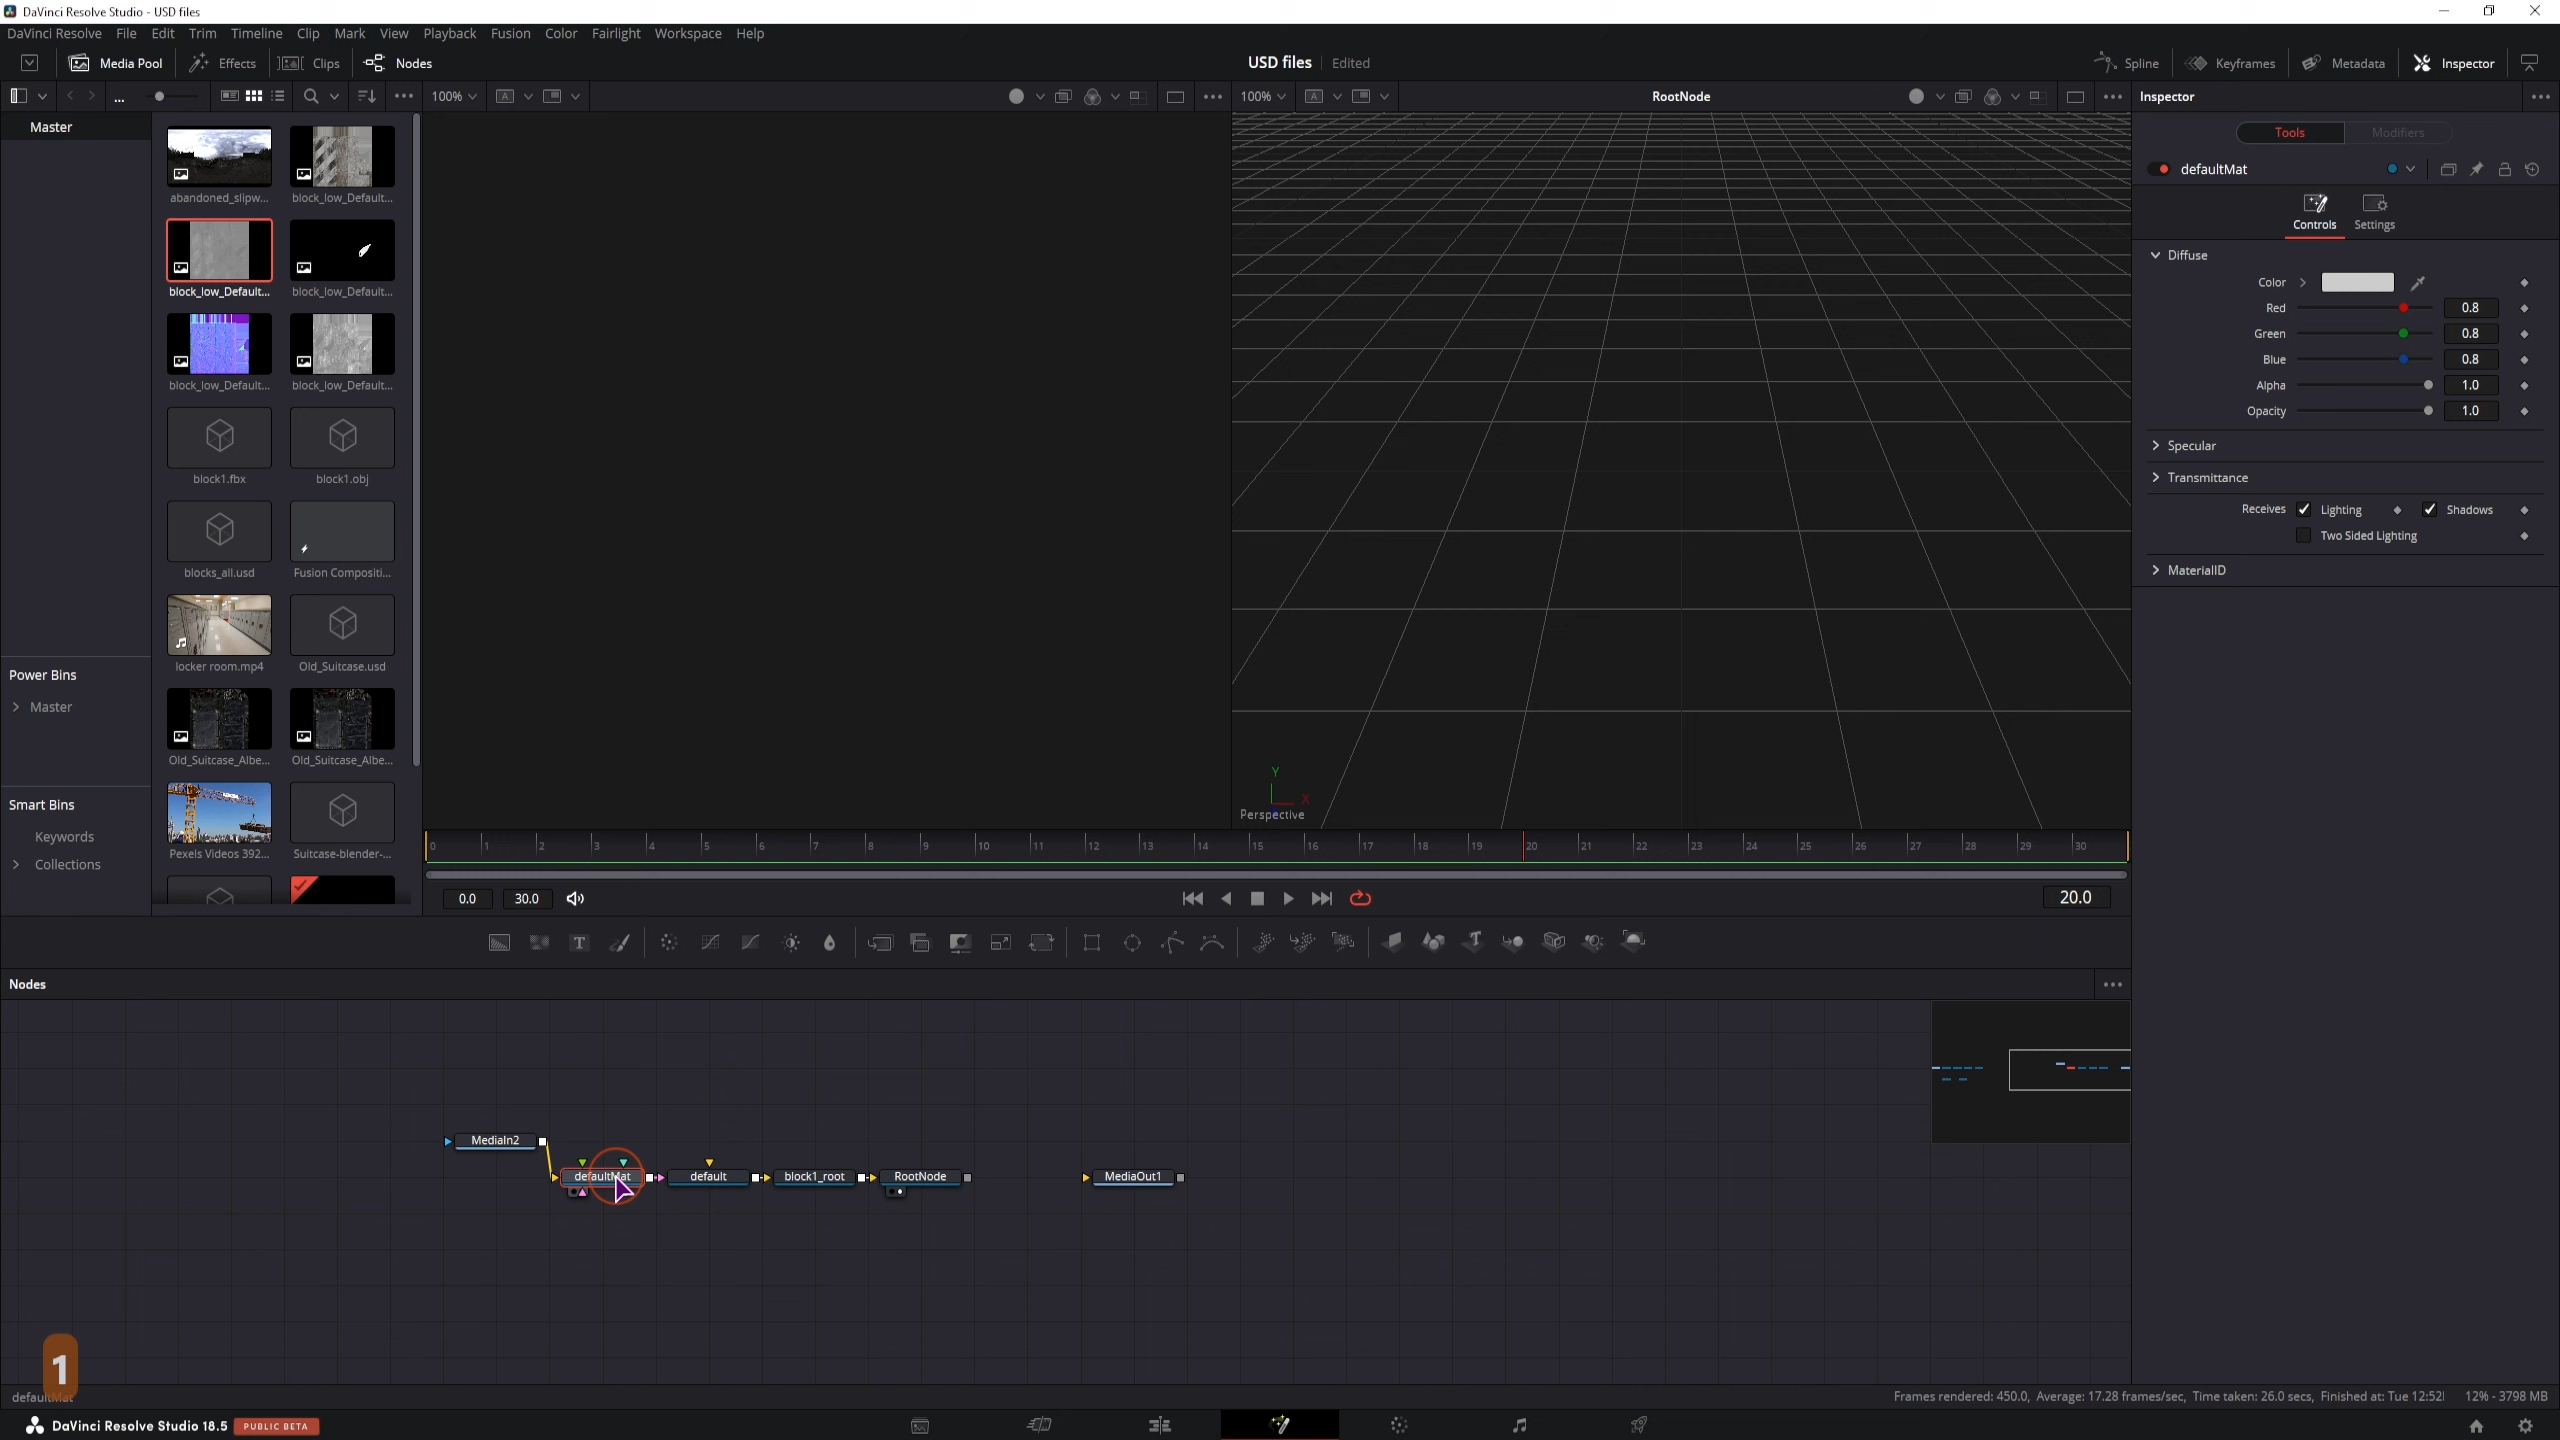 DaVinci Resolve Studio - USD files
DaVinci Resolve File Edit Trim Timeline Clip Mark View Playback Fusion Color Fairlight Workspace Help
Media Pool Effects Clips Nodes USD files Edited Spline Keyframes Metadata Inspector
... 100% A 100% A RootNode Inspector
Master
abandoned_slipw... block_low_Default...
block_low_Default... block_low_Default...
block_low_Default... block_low_Default...
block1.fbx block1.obj
blocks_all.usd Fusion Compositi...
locker room.mp4 Old_Suitcase.usd
Old_Suitcase_Albe... Old_Suitcase_Albe...
Pexels Videos 392... Suitcase-blender-...
Power Bins
Master
Smart Bins
Keywords
Collections
Y
X
Perspective
Tools Modifiers
defaultMat
Controls Settings
Diffuse
Color
Red 0.8
Green 0.8
Blue 0.8
Alpha 1.0
Opacity 1.0
Specular
Transmittance
Receives Lighting Shadows
Two Sided Lighting
MaterialID
0 1 2 3 4 5 6 7 8 9 10 11 12 13 14 15 16 17 18 19 20 21 22 23 24 25 26 27 28 29 30
0.0 30.0 20.0
T T
Nodes
MediaIn2
defaultMat default block1_root RootNode MediaOut1
1
defaultMat
Frames rendered: 450.0, Average: 17.28 frames/sec, Time taken: 26.0 secs, Finished at: Tue 12:52 12% - 3798 MB
DaVinci Resolve Studio 18.5 PUBLIC BETA